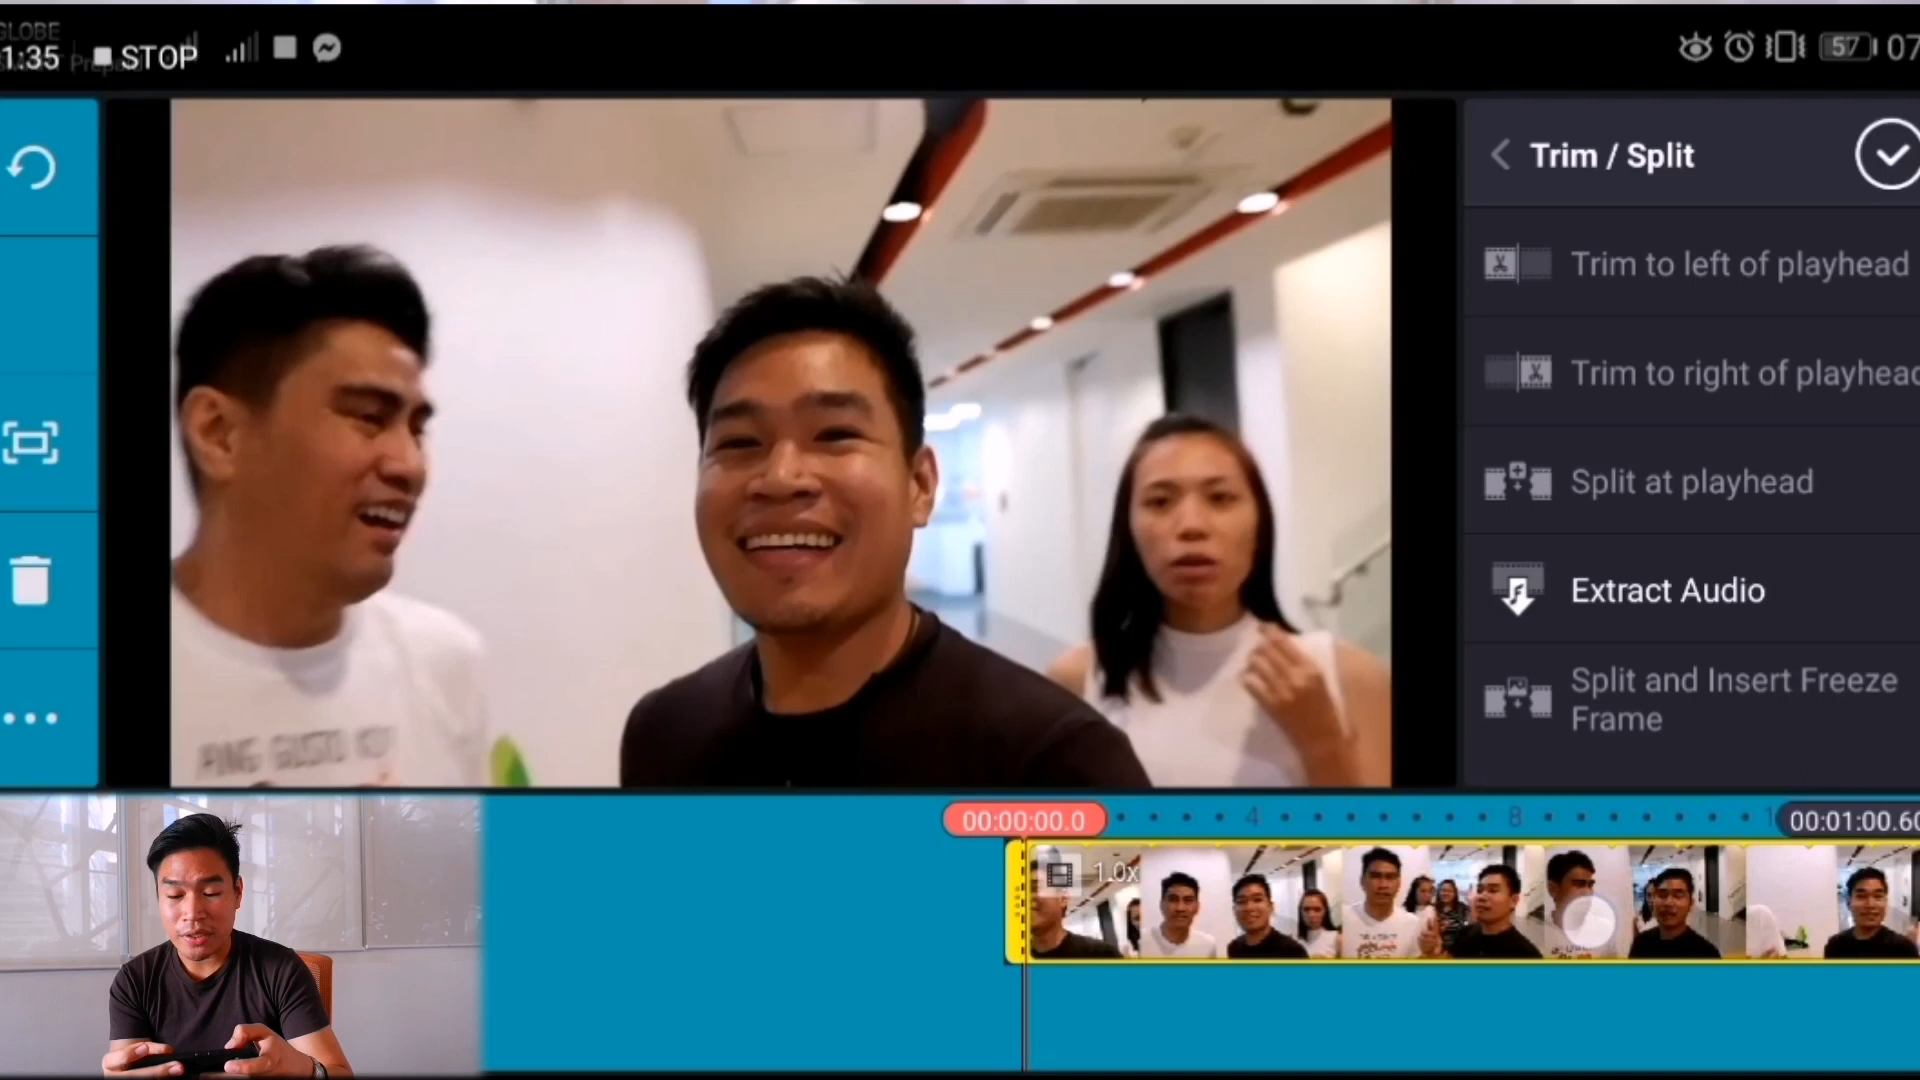 GLOBE
1:35
STOP
57
07
Trim / Split
Trim to left of playhead
Trim to right of playhead
Split at playhead
Extract Audio
Split and Insert Freeze
Frame
00:00:00.0
4
8
00:01:00.60
1.0x